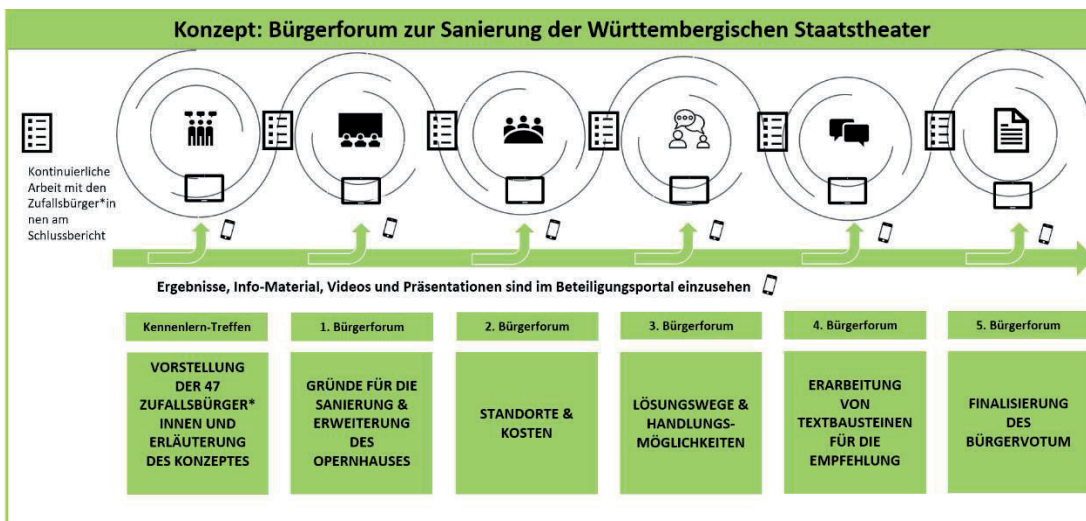 Konzept: Bürgerforum zur Sanierung der Württembergischen Staatstheater
Kontinuierliche
Arbeit mit den
Zufallsbürger*in
nen am
Schlussbericht
Ergebnisse, Info-Material, Videos und Präsentationen sind im Beteiligungsportal einzusehen
Kennenlern-Treffen
VORSTELLUNG
DER 47
ZUFALLSBÜRGER*
INNEN UND
ERLÄUTERUNG
DES KONZEPTES
1. Bürgerforum
GRÜNDE FÜR DIE
SANIERUNG &
ERWEITERUNG
DES
OPERNHAUSES
2. Bürgerforum
STANDORTE &
KOSTEN
3. Bürgerforum
LÖSUNGSWEGE &
HANDLUNGS-
MÖGLICHKEITEN
4. Bürgerforum
ERARBEITUNG
VON
TEXTBAUSTEINEN
FÜR DIE
EMPFEHLUNG
5. Bürgerforum
FINALISIERUNG
DES
BÜRGERVOTUM